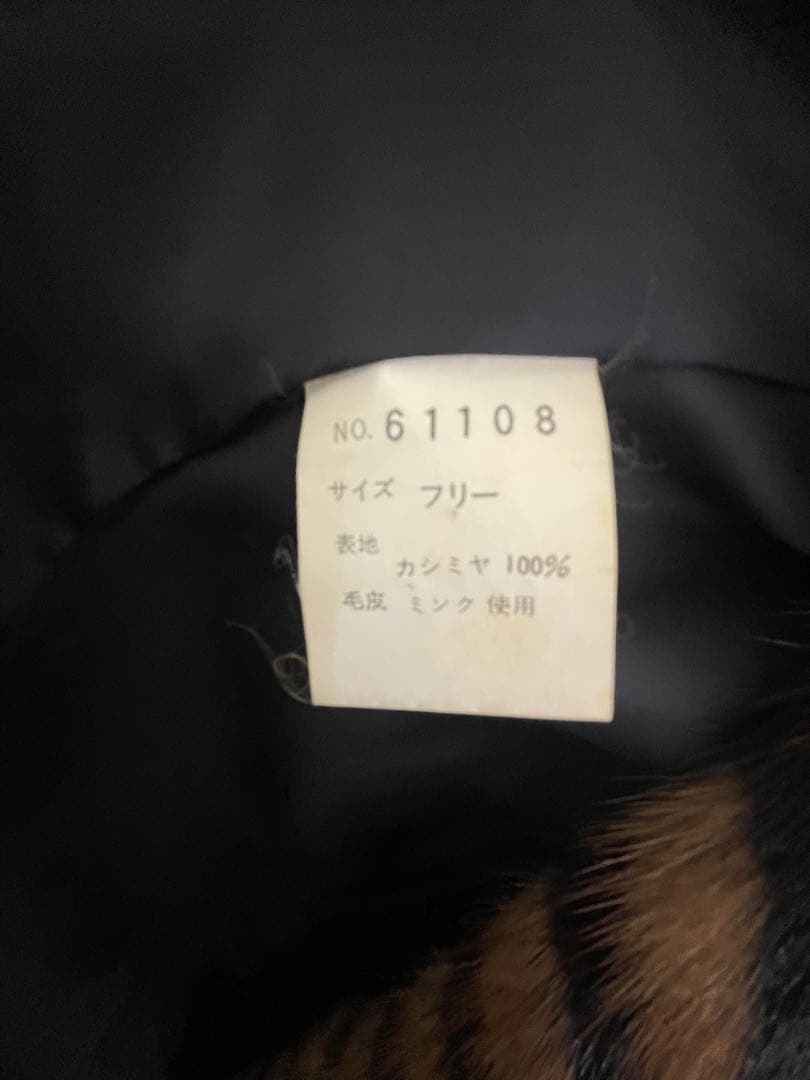 NO. 61108
サイズ フリー
表地
カシミヤ 100%
毛皮 ミンク 使用